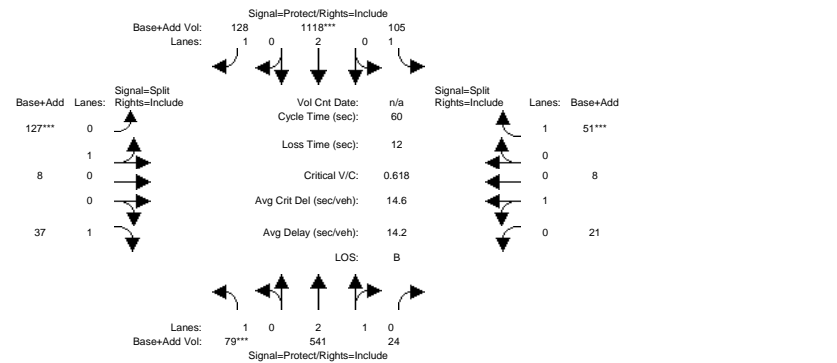 Signal=Protect/Rights=Include
Base+Add Vol: 128 1118*** 105
Lanes: 1 0 2 0 1
Signal=Split
Base+Add Lanes: Rights=Include
127*** 0
1
8 0
0
37 1
Vol Cnt Date: n/a
Cycle Time (sec): 60
Loss Time (sec): 12
Critical V/C: 0.618
Avg Crit Del (sec/veh): 14.6
Avg Delay (sec/veh): 14.2
LOS: B
Signal=Split
Rights=Include Lanes: Base+Add
1 51***
0
0 8
1
0 21
Lanes: 1 0 2 1 0
Base+Add Vol: 79*** 541 24
Signal=Protect/Rights=Include